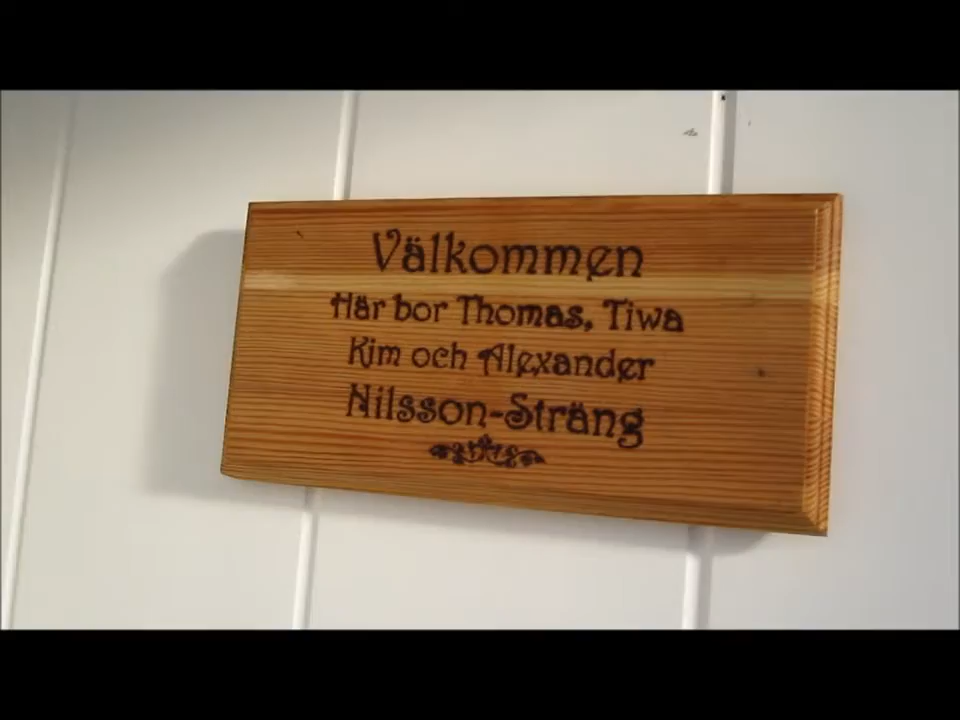 Välkommen
Här bor Thomas, Tiwa
Kim och Alexander
Nilsson-Sträng